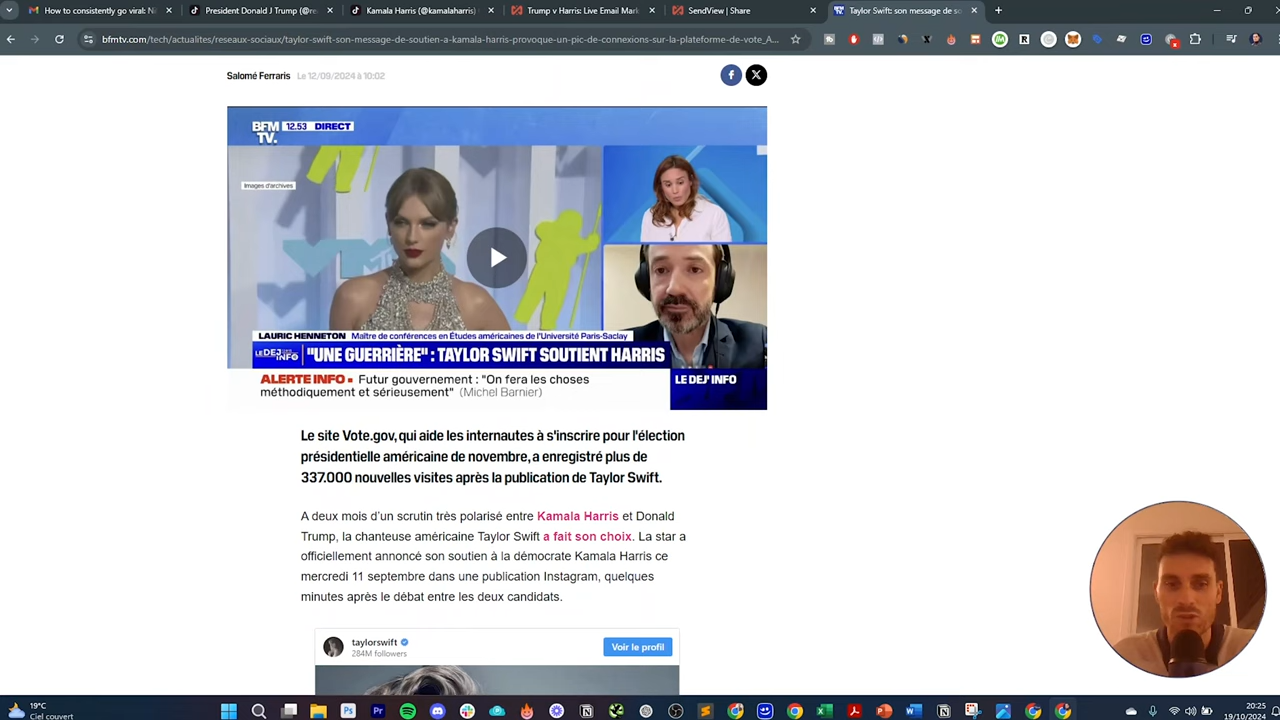 How to consistently go viral: Ni
President Donald J Trump (@re
Kamala Harris (@kamalaharris)
Trump v Harris: Live Email Mark
SendView | Share
Taylor Swift: son message de so
bfmtv.com/tech/actualites/reseaux-sociaux/taylor-swift-son-message-de-soutien-a-kamala-harris-provoque-un-pic-de-connexions-sur-la-plateforme-de-vote_A...
Salomé Ferraris Le 12/09/2024 à 10:02
BFM 12.53 DIRECT
TV.
Images d'archives
LAURIC HENNETON Maître de conférences en Études américaines de l'Université Paris-Saclay
LE DEJ' INFO "UNE GUERRIÈRE" : TAYLOR SWIFT SOUTIENT HARRIS
ALERTE INFO Futur gouvernement : "On fera les choses
méthodiquement et sérieusement" (Michel Barnier)
LE DEJ' INFO
Le site Vote.gov, qui aide les internautes à s'inscrire pour l'élection
présidentielle américaine de novembre, a enregistré plus de
337.000 nouvelles visites après la publication de Taylor Swift.
A deux mois d'un scrutin très polarisé entre Kamala Harris et Donald
Trump, la chanteuse américaine Taylor Swift a fait son choix. La star a
officiellement annoncé son soutien à la démocrate Kamala Harris ce
mercredi 11 septembre dans une publication Instagram, quelques
minutes après le débat entre les deux candidats.
taylorswift
284M followers
Voir le profil
19°C
Ciel couvert
20:25
19/10/2024